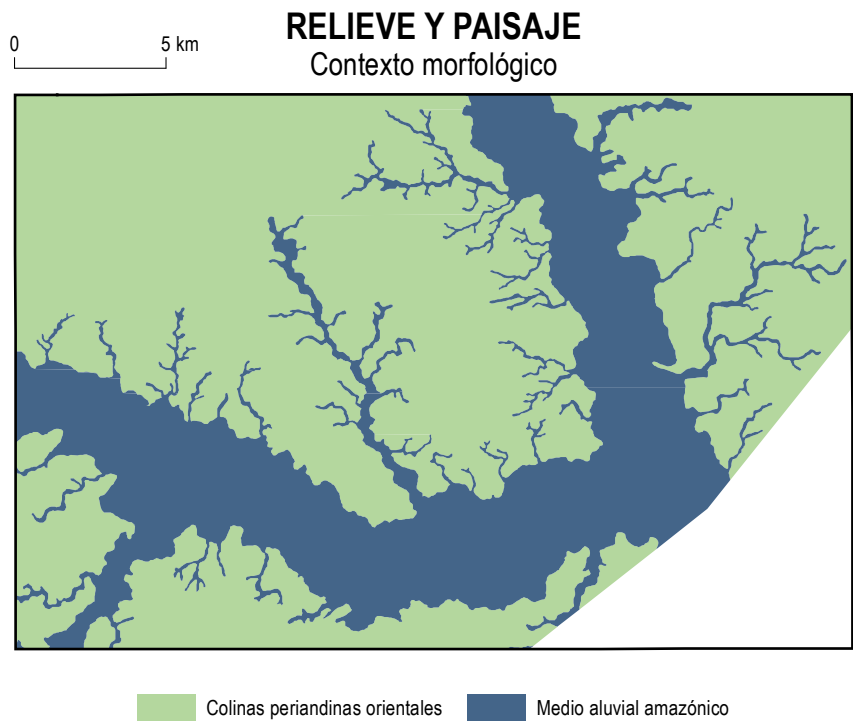 RELIEVE Y PAISAJE
Contexto morfológico
0 5 km
Colinas periandinas orientales
Medio aluvial amazónico